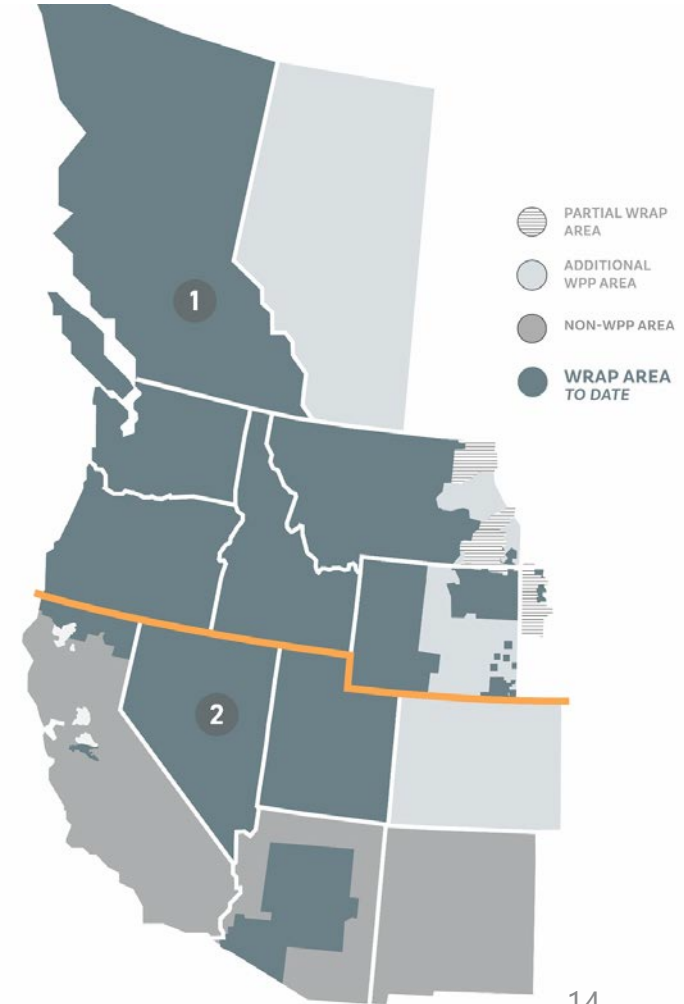 1
PARTIAL WRAP
AREA
ADDITIONAL
WPP AREA
NON-WPP AREA
WRAP AREA
TO DATE
2
14